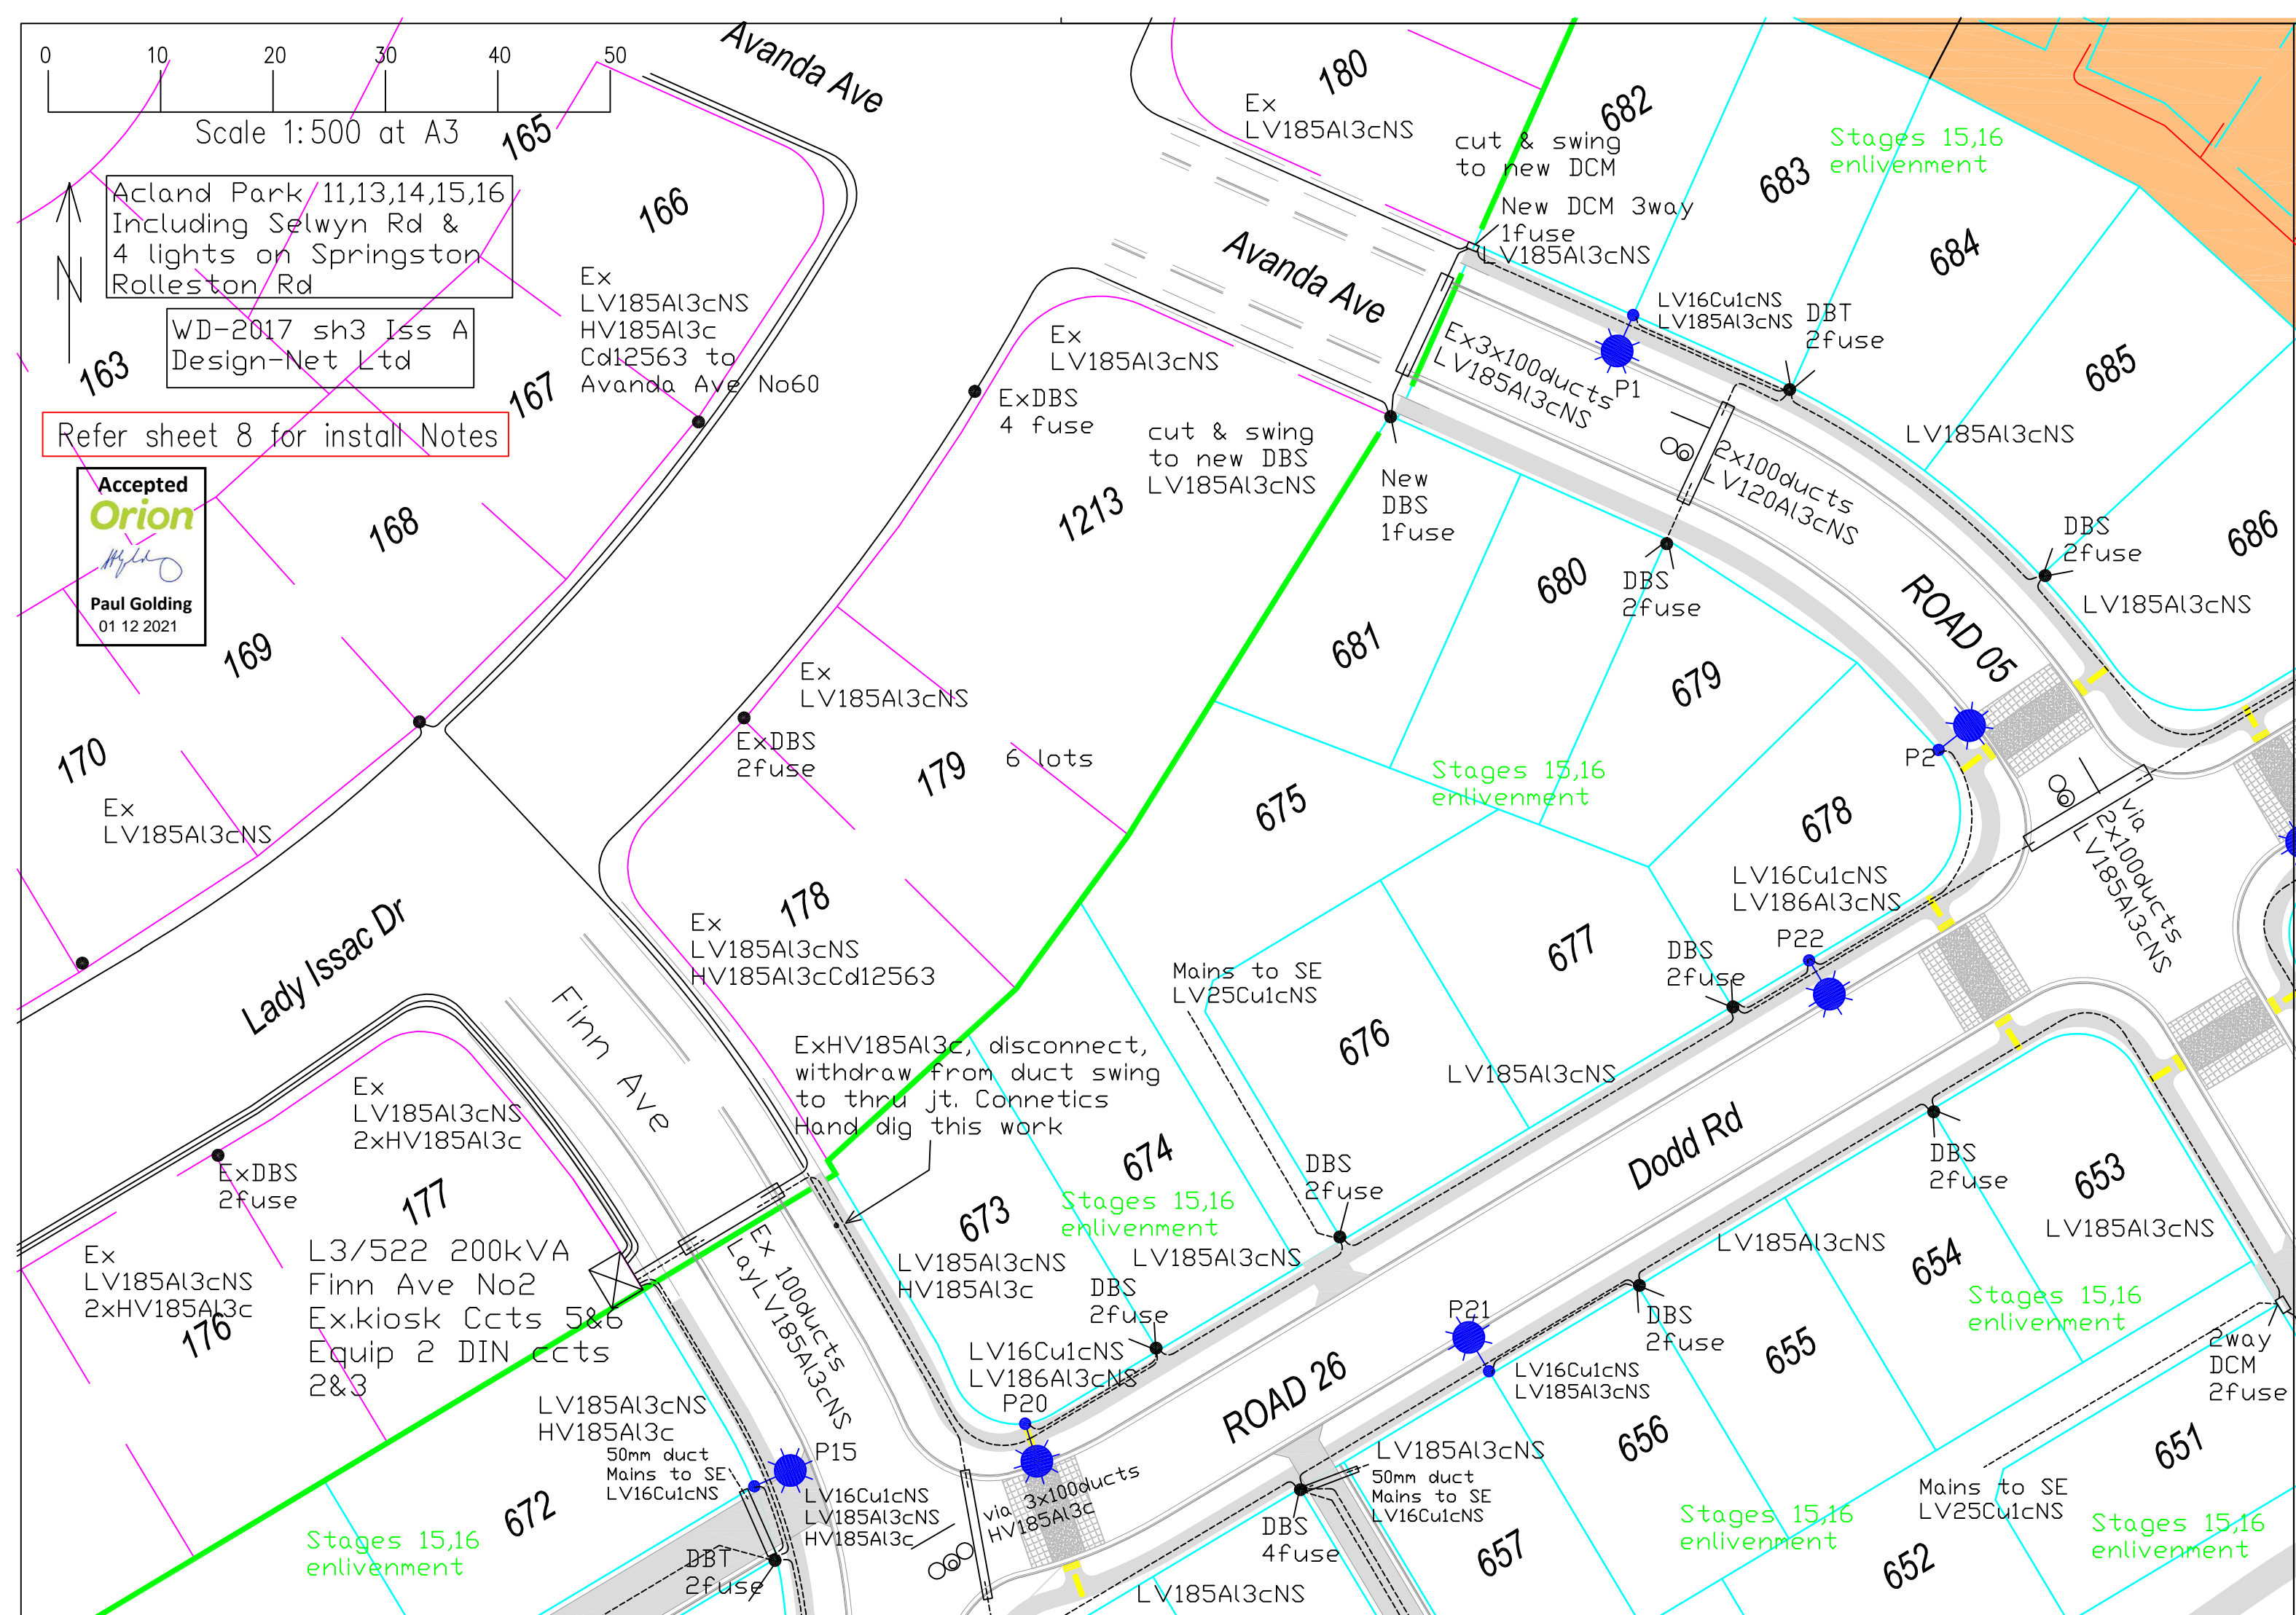 0 10 20 30 40 50
Scale 1:500 at A3
Acland Park 11,13,14,15,16
Including Selwyn Rd &
4 lights on Springston
Rolleston Rd
WD-2017 sh3 Iss A
Design-Net Ltd
Refer sheet 8 for install Notes
Accepted
Orion
Paul Golding
01 12 2021
N
Avanda Ave
163
165
166
167
168
169
170
Ex
LV185Al3cNS
HV185Al3c
Cd12563 to
Avanda Ave No60
180
Ex
LV185Al3cNS
682
cut & swing
to new DCM
New DCM 3way
1fuse
LV185Al3cNS
Stages 15,16
enlivenment
683
684
685
686
Avanda Ave
Ex
LV185Al3cNS
ExDBS
4 fuse
cut & swing
to new DBS
LV185Al3cNS
1213
New
DBS
1fuse
Ex3x100ducts
LV185Al3cNS
P1
LV16Cu1cNS
LV185Al3cNS
DBT
2fuse
LV185Al3cNS
2x100ducts
LV120Al3cNS
DBS
2fuse
LV185Al3cNS
ROAD 05
680
DBS
2fuse
681
679
Ex
LV185Al3cNS
ExDBS
2fuse
179
6 lots
Stages 15,16
enlivenment
675
678
P2
via
2x100ducts
LV185Al3cNS
Ex
LV185Al3cNS
Lady Issac Dr
178
Ex
LV185Al3cNS
HV185Al3cCd12563
Finn Ave
Mains to SE
LV25Cu1cNS
677
LV16Cu1cNS
LV186Al3cNS
P22
DBS
2fuse
676
LV185Al3cNS
Dodd Rd
ExHV185Al3c, disconnect,
withdraw from duct swing
to thru jt. Connetics
Hand dig this work
Ex
LV185Al3cNS
2xHV185Al3c
ExDBS
2fuse
177
Ex
LV185Al3cNS
2xHV185Al3c
176
L3/522 200kVA
Finn Ave No2
Ex.kiosk Ccts 5&6
Equip 2 DIN ccts
2&3
Ex 100ducts
LayLV185Al3cNS
674
673
Stages 15,16
enlivenment
LV185Al3cNS
HV185Al3c
LV185Al3cNS
DBS
2fuse
DBS
2fuse
LV16Cu1cNS
LV186Al3cNS
P20
DBS
2fuse
653
LV185Al3cNS
LV185Al3cNS
654
Stages 15,16
enlivenment
P21
DBS
2fuse
655
LV16Cu1cNS
LV185Al3cNS
2way
DCM
2fuse
ROAD 26
LV185Al3cNS
HV185Al3c
50mm duct
Mains to SE
LV16Cu1cNS
P15
LV16Cu1cNS
LV185Al3cNS
HV185Al3c
via 3x100ducts
HV185Al3c
672
Stages 15,16
enlivenment
DBT
2fuse
LV185Al3cNS
50mm duct
Mains to SE
LV16Cu1cNS
DBS
4fuse
LV185Al3cNS
656
657
Stages 15,16
enlivenment
652
Mains to SE
LV25Cu1cNS
651
Stages 15,16
enlivenment